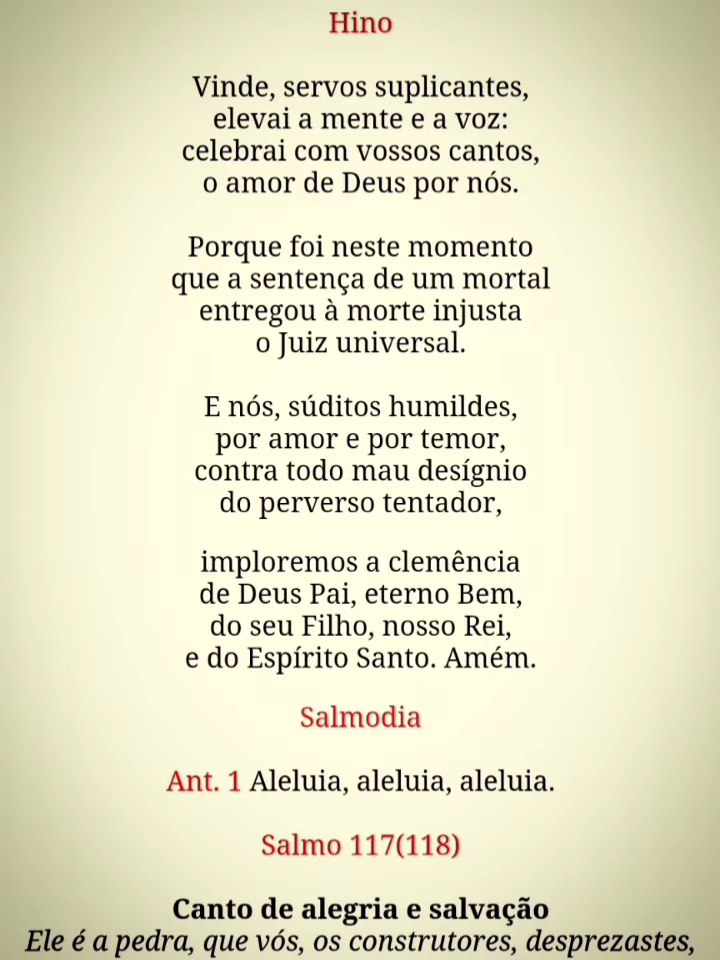 Hino
Vinde, servos suplicantes,
elevai a mente e a voz:
celebrai com vossos cantos,
o amor de Deus por nós.
Porque foi neste momento
que a sentença de um mortal
entregou à morte injusta
o Juiz universal.
E nós, súditos humildes,
por amor e por temor,
contra todo mau desígnio
do perverso tentador,
imploremos a clemência
de Deus Pai, eterno Bem,
do seu Filho, nosso Rei,
e do Espírito Santo. Amém.
Salmodia
Ant. 1 Aleluia, aleluia, aleluia.
Salmo 117(118)
Canto de alegria e salvação
Ele é a pedra, que vós, os construtores, desprezastes,